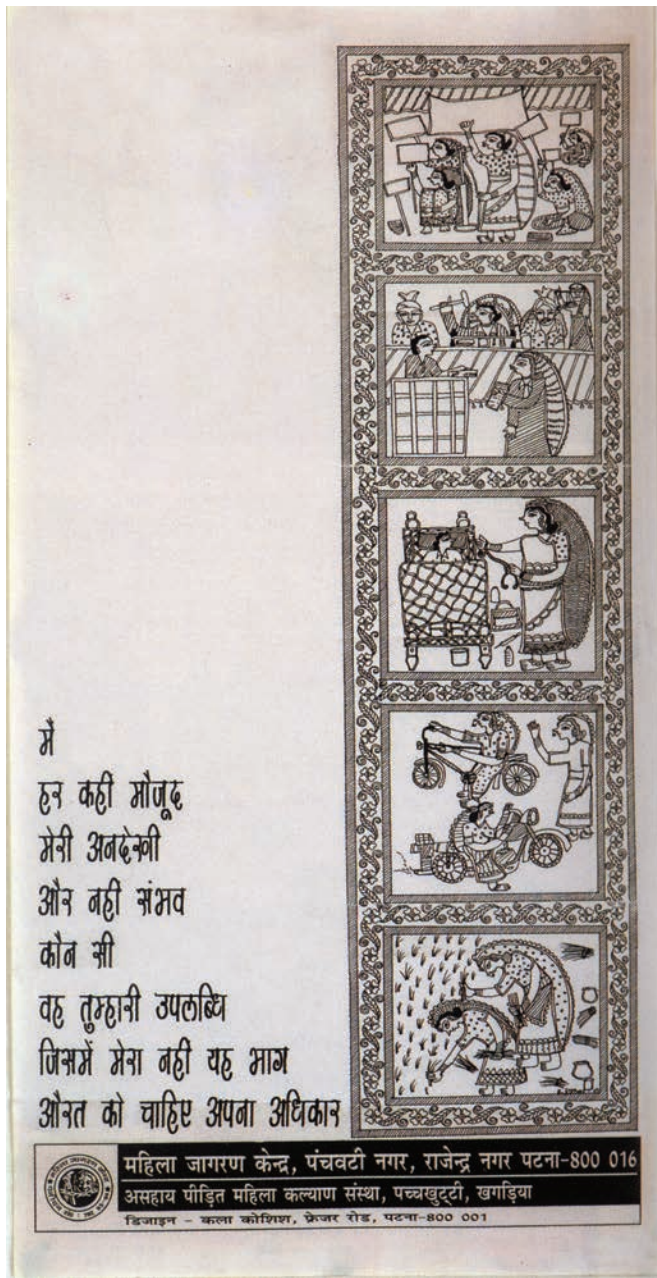 मैं
हर कहीं मौजूद
मेरी अनदेखी
और नहीं संभव
कौन सी
वह तुम्हारी उपलब्धि
जिसमें मेरा नहीं यह भाग
औरत को चाहिए अपना अधिकार
महिला जागरण केन्द्र, पंचवटी नगर, राजेन्द्र नगर पटना-800 016
असहाय पीड़ित महिला कल्याण संस्था, पच्चखुट्टी, खगड़िया
डिजाइन - कला कोशिश, फ्रेजर रोड, पटना-800 001